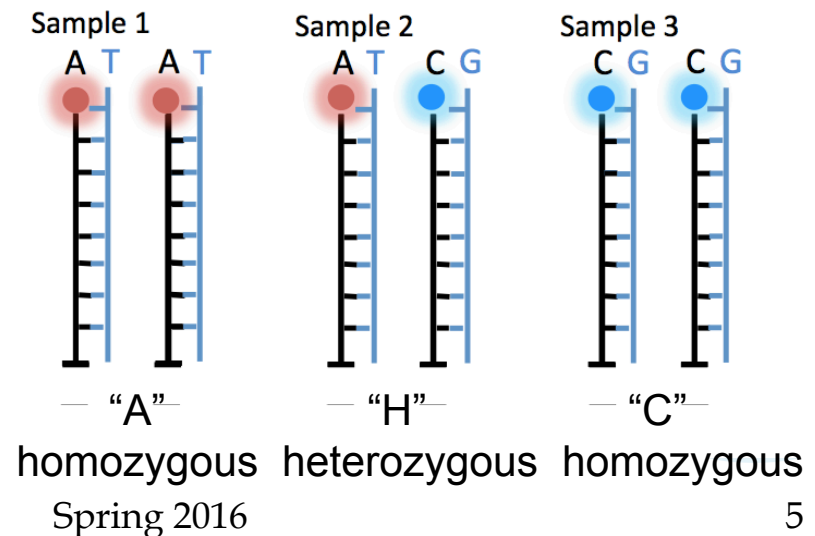 Sample 1 Sample 2 Sample 3
A T A T A T C G C G C G
“A” “H” “C”
homozygous heterozygous homozygous
Spring 2016 5